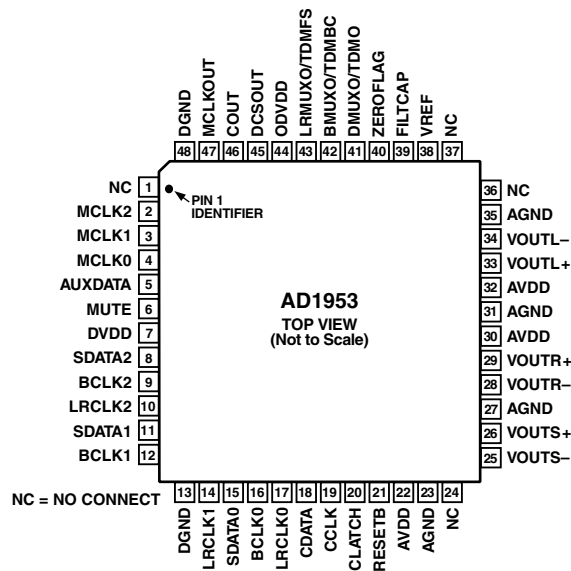 DGND
MCLKOUT
COUT
DCSOUT
ODVDD
LRMUXO/TDMFS
BMUXO/TDMBC
DMUXO/TDMO
ZEROFLAG
FILTCAP
VREF
NC
48 47 46 45 44 43 42 41 40 39 38 37
NC 1
MCLK2 2
MCLK1 3
MCLK0 4
AUXDATA 5
MUTE 6
DVDD 7
SDATA2 8
BCLK2 9
LRCLK2 10
SDATA1 11
BCLK1 12
PIN 1
IDENTIFIER
AD1953
TOP VIEW
(Not to Scale)
36 NC
35 AGND
34 VOUTL–
33 VOUTL+
32 AVDD
31 AGND
30 AVDD
29 VOUTR+
28 VOUTR–
27 AGND
26 VOUTS+
25 VOUTS–
NC = NO CONNECT
13 14 15 16 17 18 19 20 21 22 23 24
DGND
LRCLK1
SDATA0
BCLK0
LRCLK0
CDATA
CCLK
CLATCH
RESETB
AVDD
AGND
NC